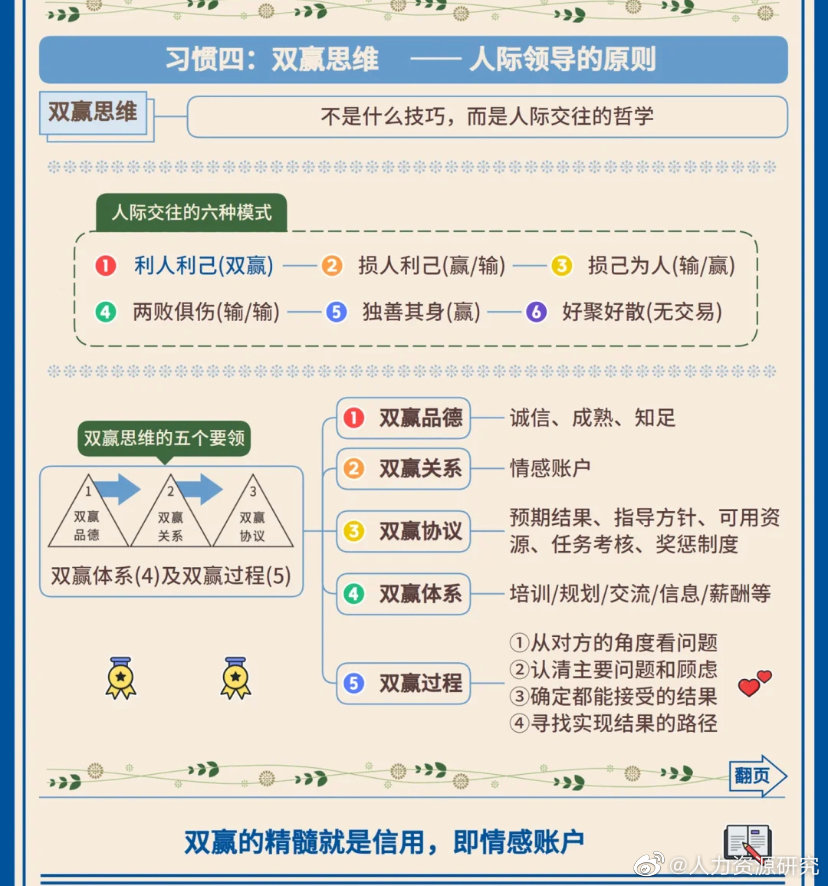 习惯四：双赢思维 —— 人际领导的原则
双赢思维
不是什么技巧，而是人际交往的哲学
人际交往的六种模式
1 利人利己(双赢) 2 损人利己(赢/输) 3 损己为人(输/赢)
4 两败俱伤(输/输) 5 独善其身(赢) 6 好聚好散(无交易)
双赢思维的五个要领
1
双赢
品德
2
双赢
关系
3
双赢
协议
双赢体系(4)及双赢过程(5)
1 双赢品德
诚信、成熟、知足
2 双赢关系
情感账户
3 双赢协议
预期结果、指导方针、可用资
源、任务考核、奖惩制度
4 双赢体系
培训/规划/交流/信息/薪酬等
5 双赢过程
①从对方的角度看问题
②认清主要问题和顾虑
③确定都能接受的结果
④寻找实现结果的路径
翻页
双赢的精髓就是信用，即情感账户
@人力资源研究